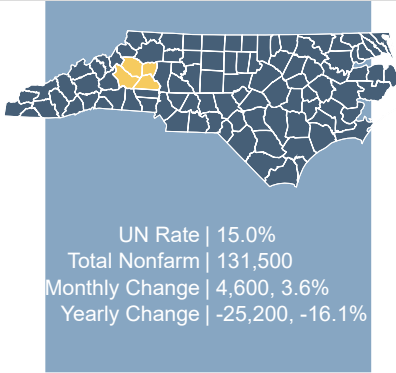 UN Rate | 15.0%
Total Nonfarm | 131,500
Monthly Change | 4,600, 3.6%
Yearly Change | -25,200, -16.1%